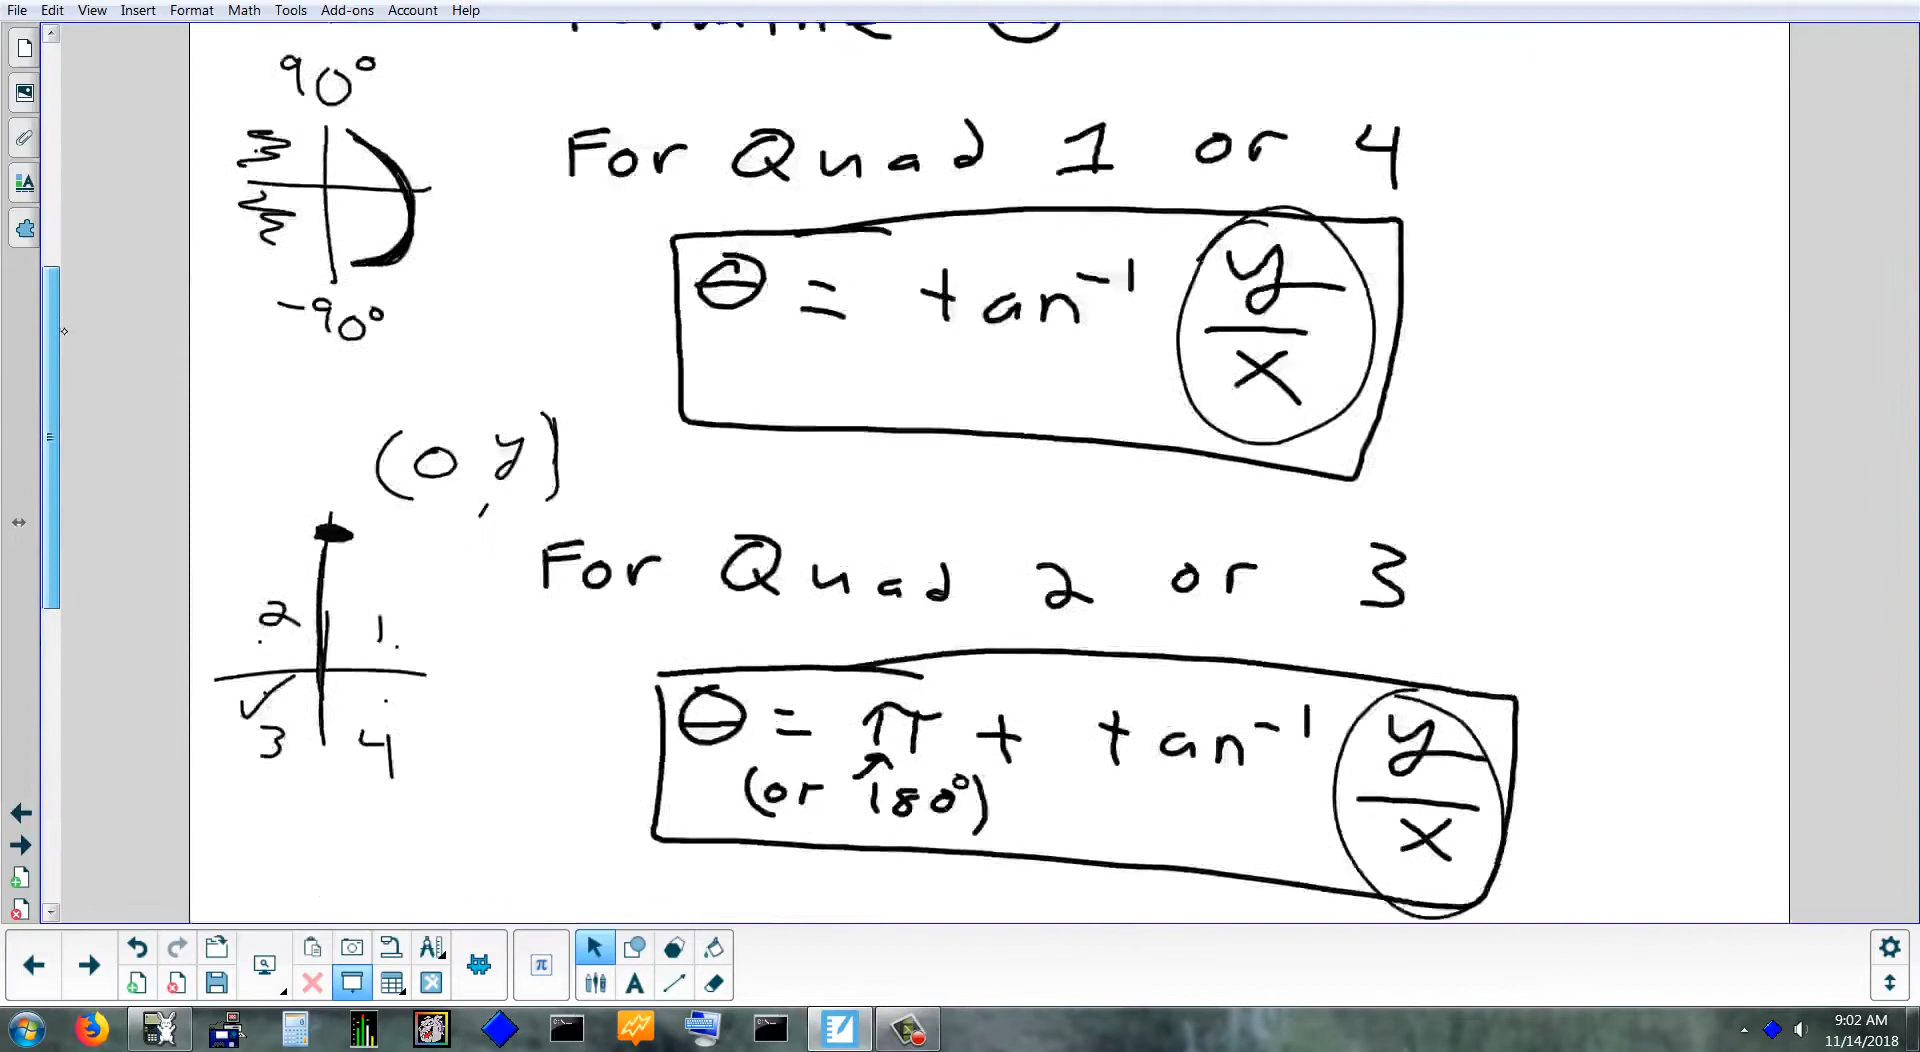 File Edit View Insert Format Math Tools Add-ons Account Help
90°
-90°
For Quad 1 or 4
θ = tan⁻¹ y/x
(0, y)
2 1
3 4
For Quad 2 or 3
θ = π + tan⁻¹ y/x
(or 180°)
π
A
9:02 AM
11/14/2018